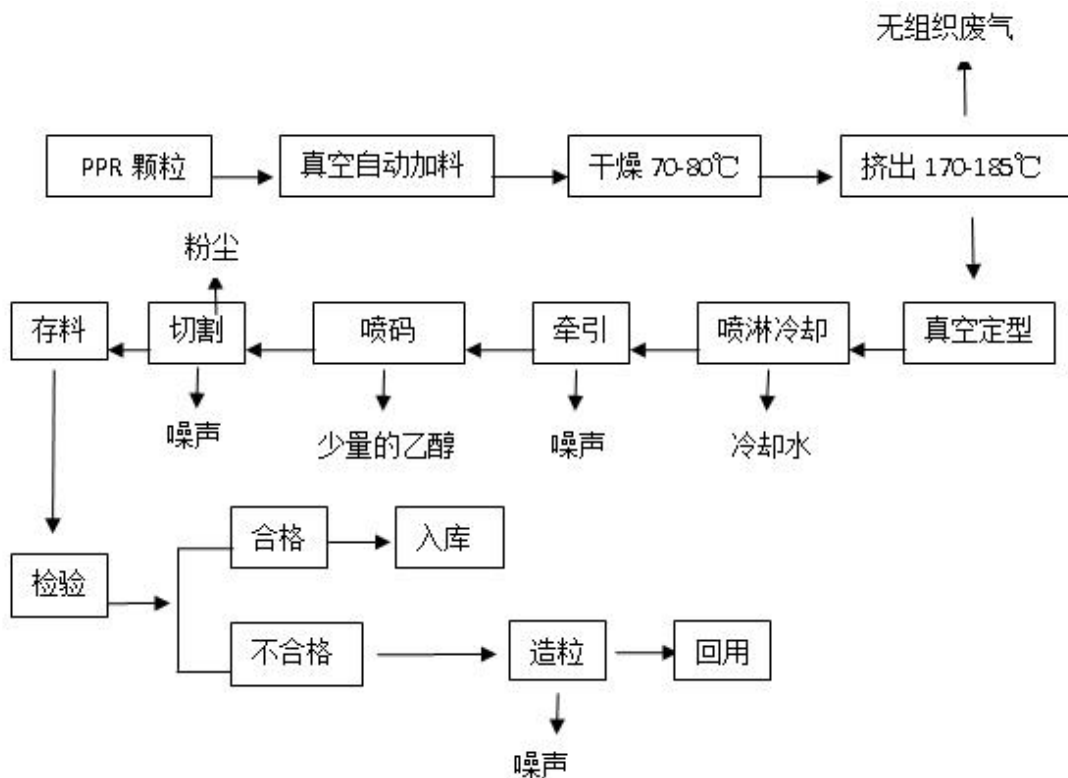 无组织废气
PPR 颗粒
真空自动加料
干燥 70-80℃
挤出 170-185℃
粉尘
存料
切割
喷码
牵引
喷淋冷却
真空定型
噪声
少量的乙醇
噪声
冷却水
合格
入库
检验
不合格
造粒
回用
噪声